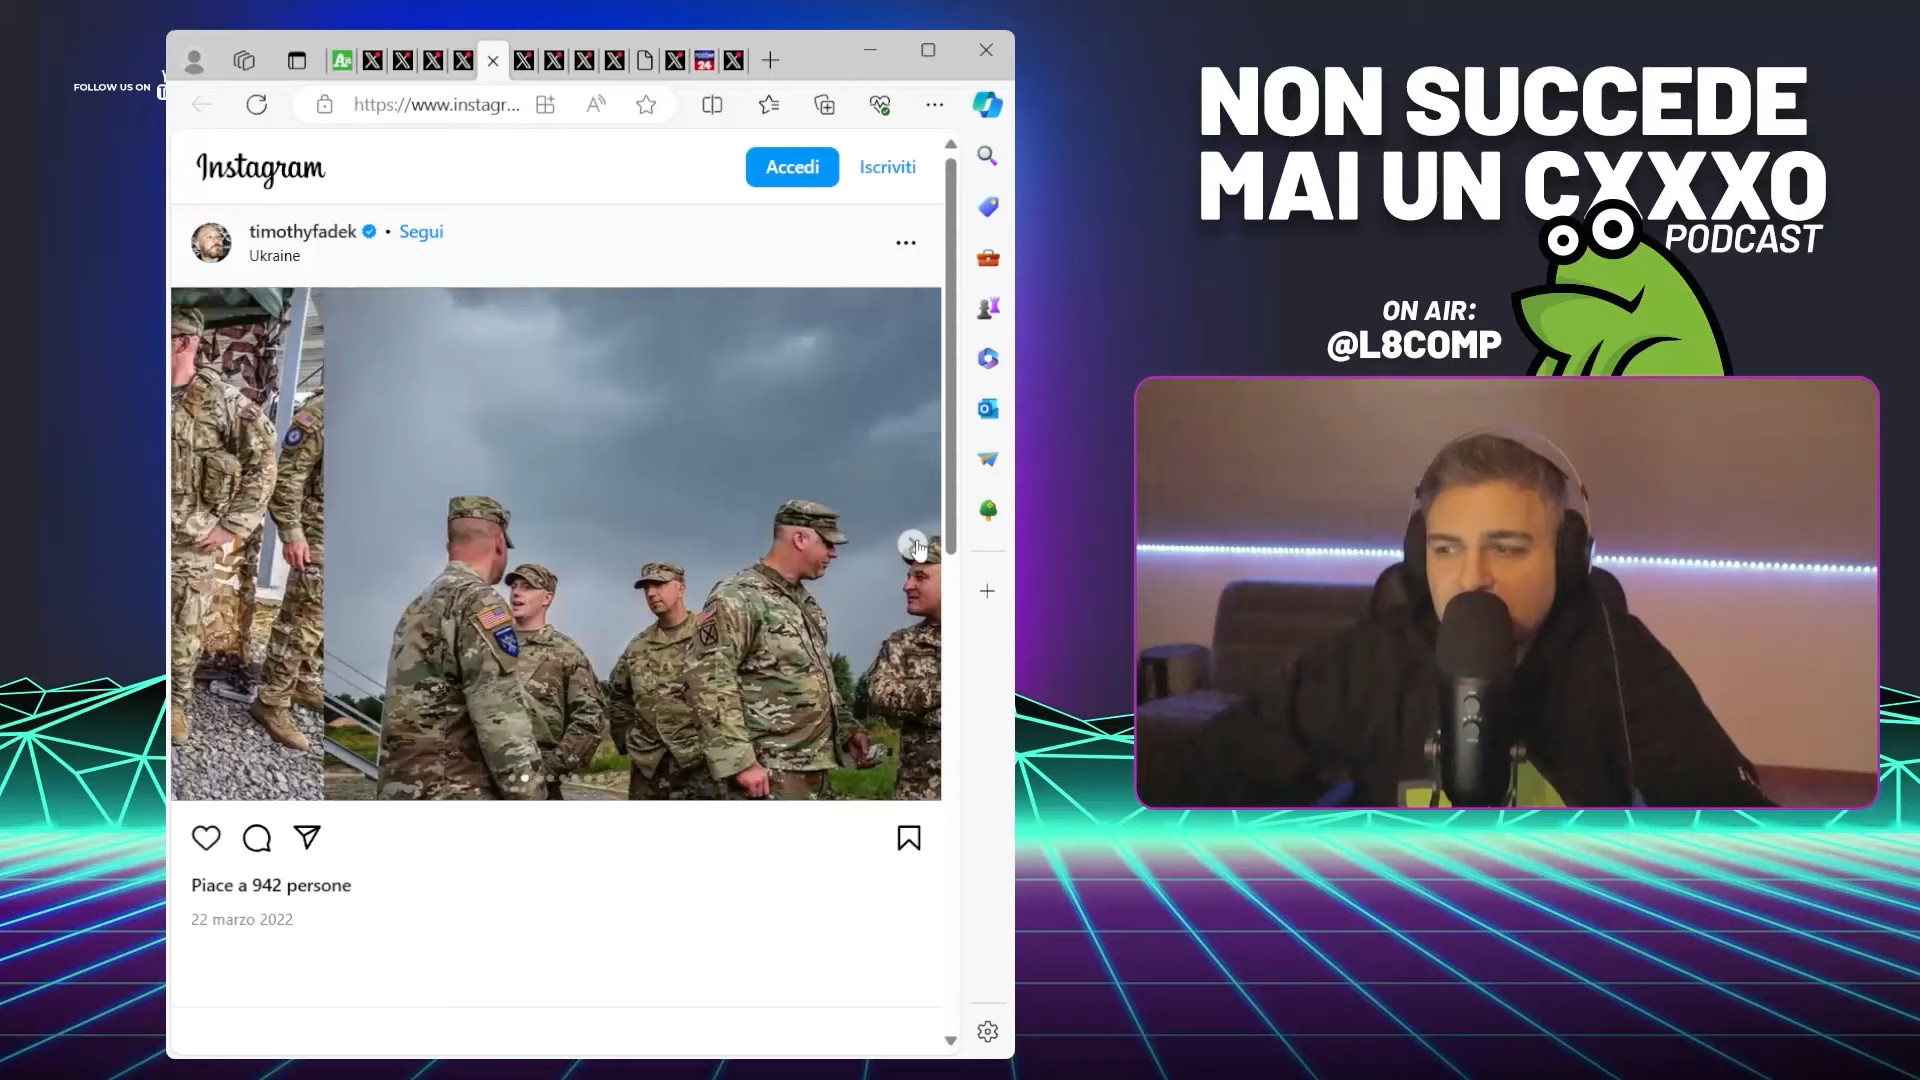 FOLLOW US ON
24
https://www.instagr...
Instagram
Accedi
Iscriviti
timothyfadek • Segui
Ukraine
Piace a 942 persone
22 marzo 2022
NON SUCCEDE
MAI UN CXXXO
PODCAST
ON AIR:
@L8COMP